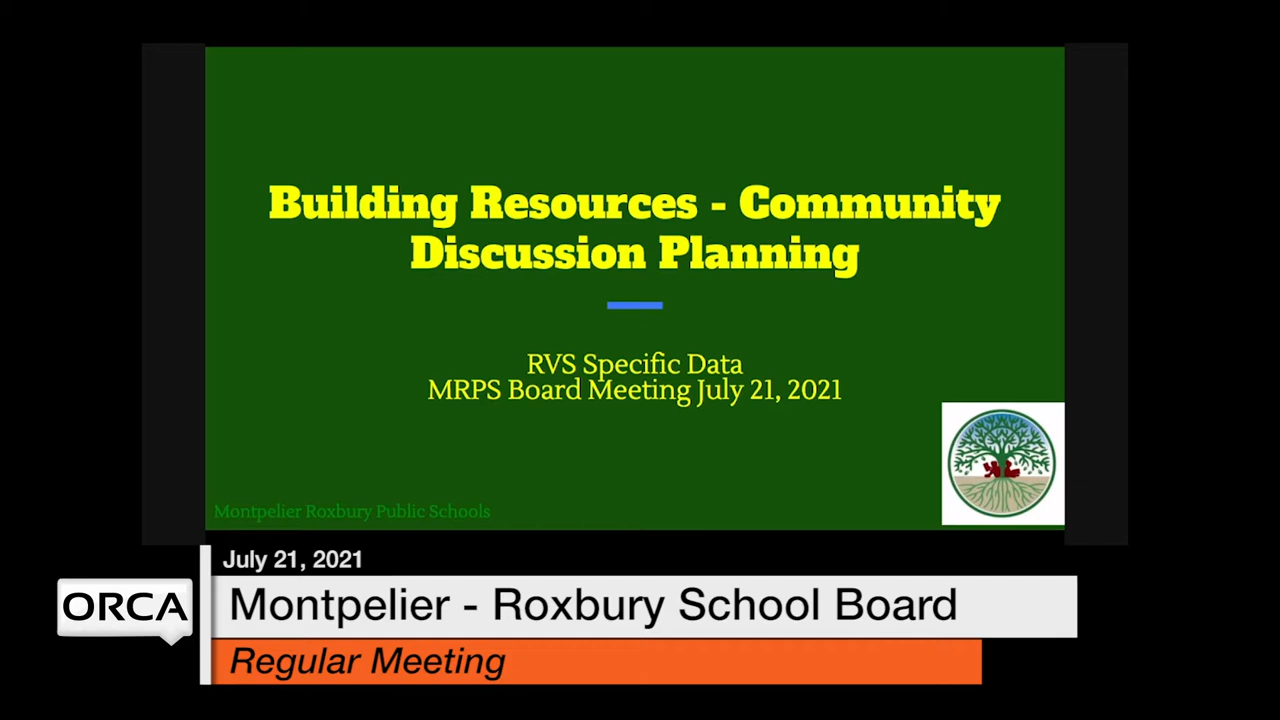 Building Resources - Community
Discussion Planning
RVS Specific Data
MRPS Board Meeting July 21, 2021
Montpelier Roxbury Public Schools
July 21, 2021
ORCA
Montpelier - Roxbury School Board
Regular Meeting